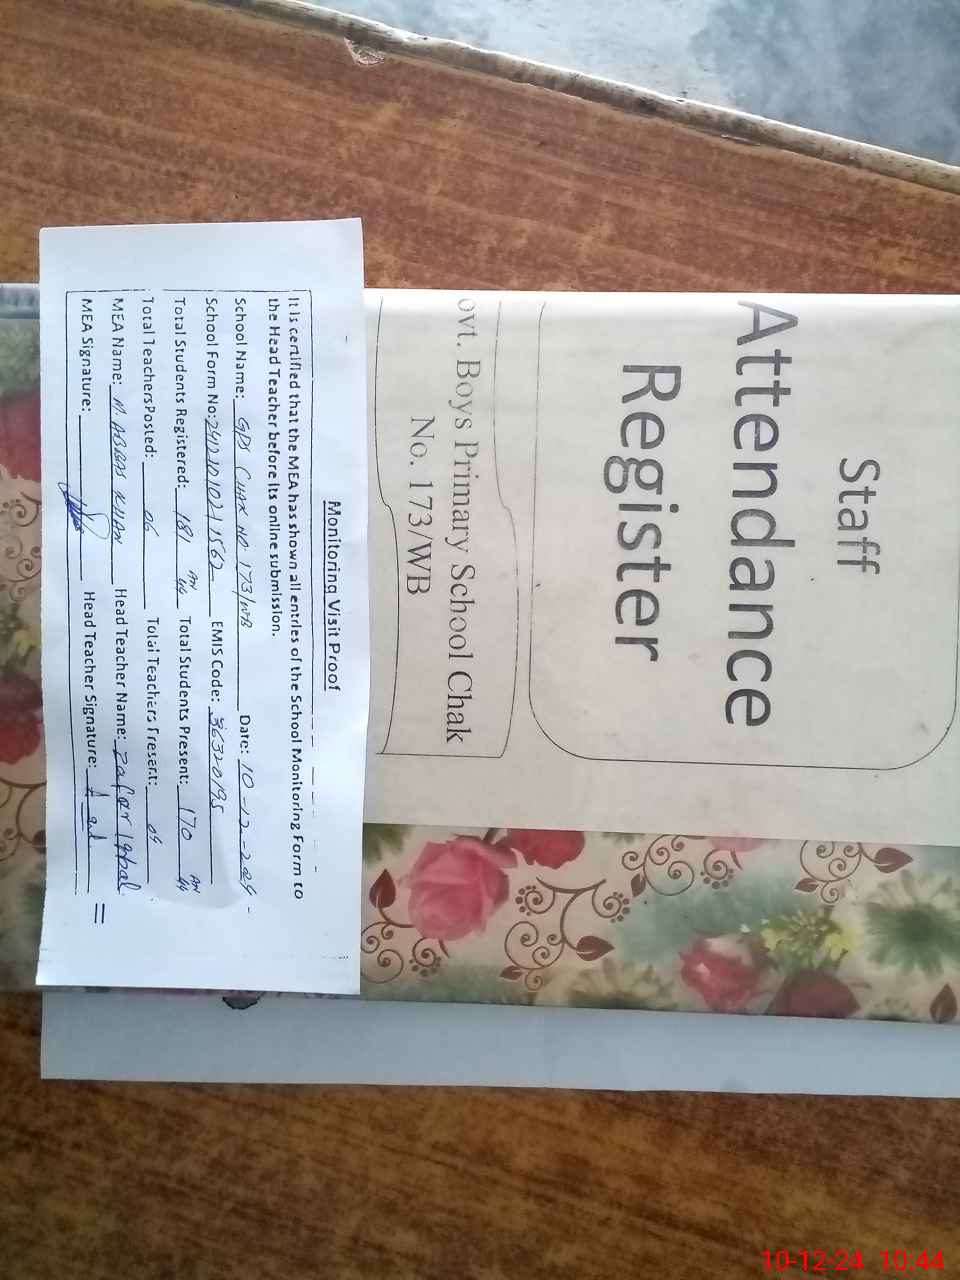 Staff
Attendance
Register
ovt. Boys Primary School Chak
No. 173/WB
Monitoring Visit Proof
It is certified that the MEA has shown all entries of the School Monitoring Form to
the Head Teacher before its online submission.
School Name: GPS CHAK NO 173/WB Date: 10-12-2024
School Form No: EMIS Code: 36320195
Total Students Registered: 181 Total Students Present: 170
Total Teachers Posted: 06 Total Teachers Present:
MEA Name: M. ABBAS KHAN Head Teacher Name: Zafar Iqbal
MEA Signature: Head Teacher Signature:
10-12-24 10:44